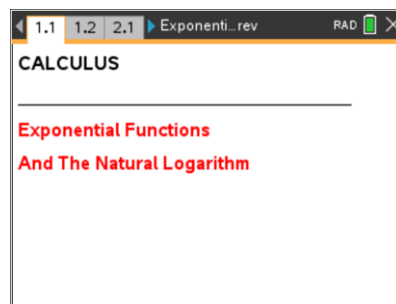 1.1 1.2 2.1 Exponenti...rev RAD
CALCULUS
Exponential Functions
And The Natural Logarithm